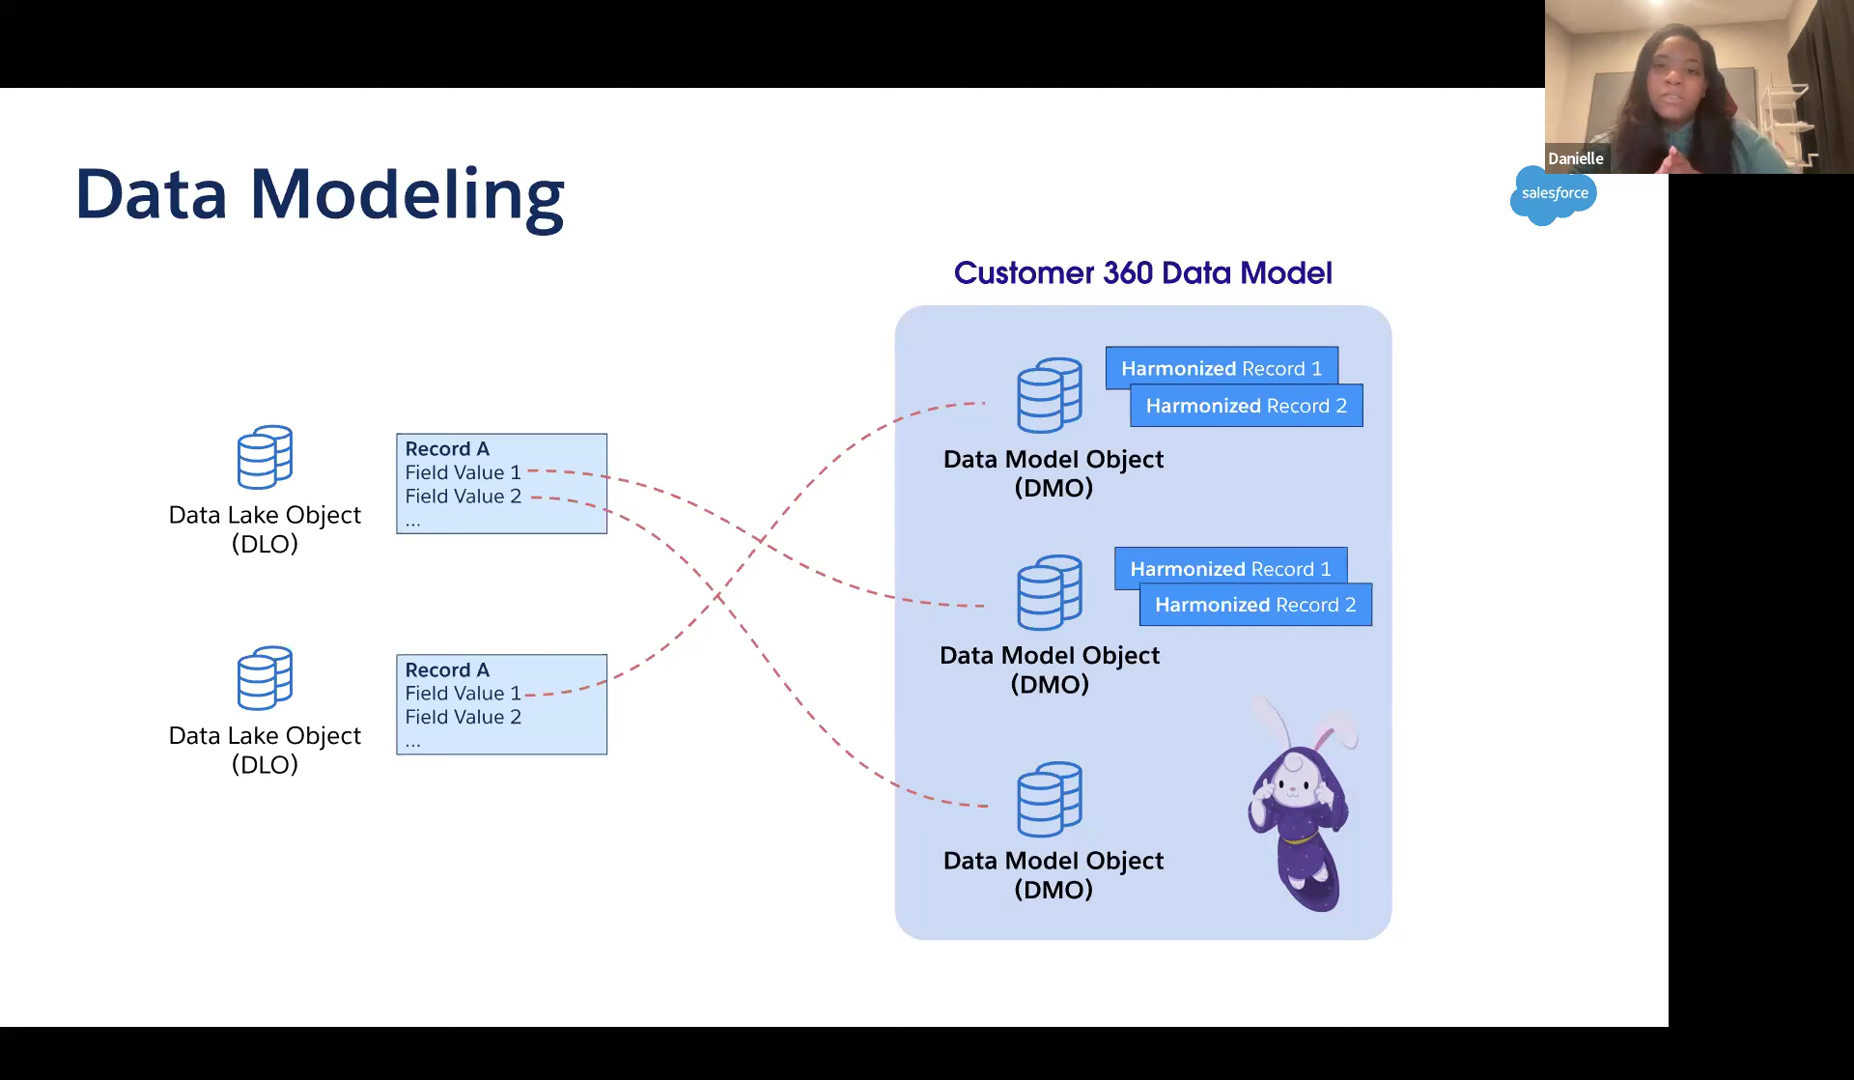 Danielle
salesforce
Data Modeling
Customer 360 Data Model
Data Lake Object
(DLO)
Record A
Field Value 1
Field Value 2
...
Data Lake Object
(DLO)
Record A
Field Value 1
Field Value 2
...
Harmonized Record 1
Harmonized Record 2
Data Model Object
(DMO)
Harmonized Record 1
Harmonized Record 2
Data Model Object
(DMO)
Data Model Object
(DMO)